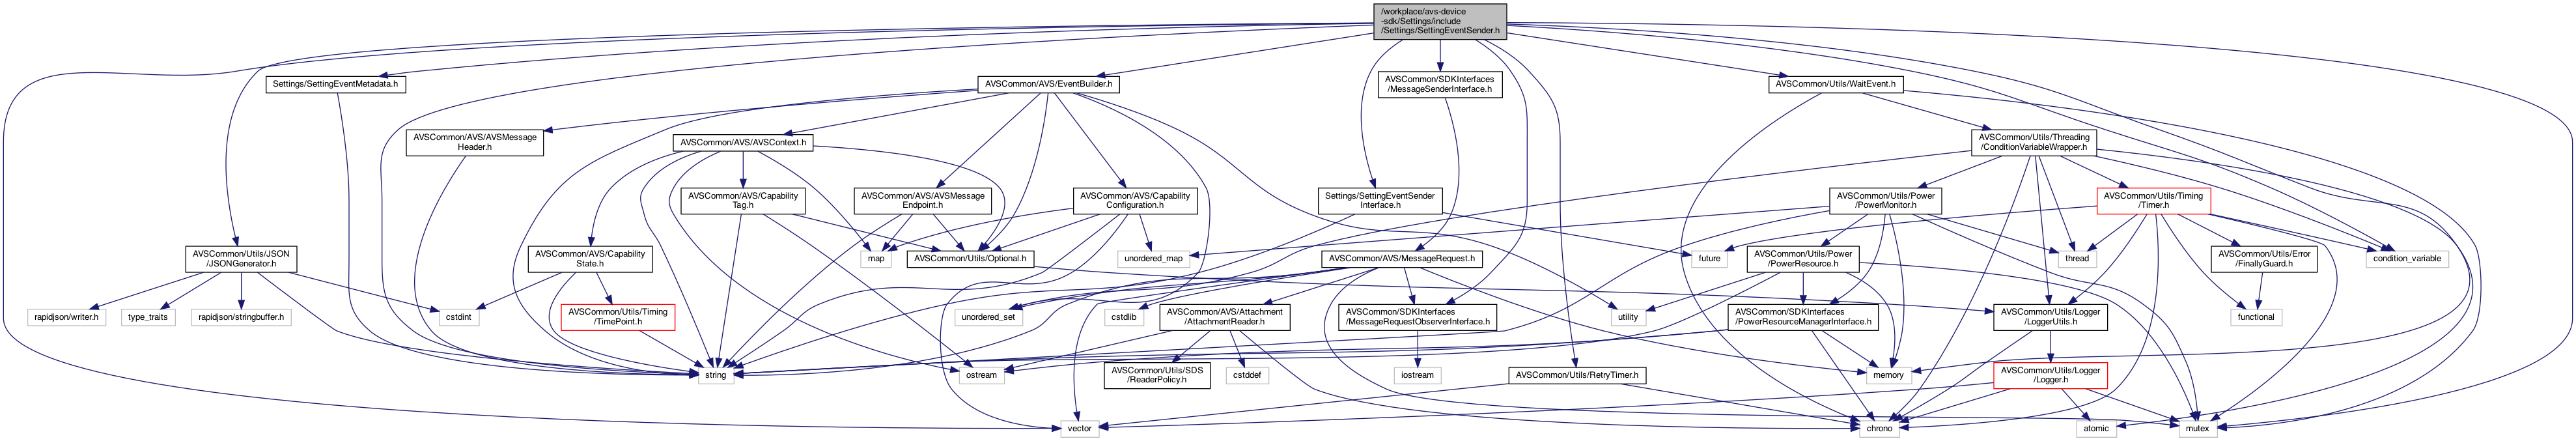 /workplace/avs-device
-sdk/Settings/include
/Settings/SettingEventSender.h
Settings/SettingEventMetadata.h
AVSCommon/AVS/EventBuilder.h
AVSCommon/SDKInterfaces
/MessageSenderInterface.h
AVSCommon/Utils/WaitEvent.h
AVSCommon/AVS/AVSMessage
Header.h
AVSCommon/AVS/AVSContext.h
AVSCommon/Utils/Threading
/ConditionVariableWrapper.h
AVSCommon/AVS/Capability
Tag.h
AVSCommon/AVS/AVSMessage
Endpoint.h
AVSCommon/AVS/Capability
Configuration.h
Settings/SettingEventSender
Interface.h
AVSCommon/Utils/Power
/PowerMonitor.h
AVSCommon/Utils/Timing
/Timer.h
AVSCommon/Utils/JSON
/JSONGenerator.h
AVSCommon/AVS/Capability
State.h
map
AVSCommon/Utils/Optional.h
unordered_map
AVSCommon/AVS/MessageRequest.h
future
AVSCommon/Utils/Power
/PowerResource.h
thread
AVSCommon/Utils/Error
/FinallyGuard.h
condition_variable
rapidjson/writer.h
type_traits
rapidjson/stringbuffer.h
cstdint
AVSCommon/Utils/Timing
/TimePoint.h
unordered_set
cstdlib
AVSCommon/AVS/Attachment
/AttachmentReader.h
AVSCommon/SDKInterfaces
/MessageRequestObserverInterface.h
utility
AVSCommon/SDKInterfaces
/PowerResourceManagerInterface.h
AVSCommon/Utils/Logger
/LoggerUtils.h
functional
string
ostream
AVSCommon/Utils/SDS
/ReaderPolicy.h
cstddef
iostream
AVSCommon/Utils/RetryTimer.h
memory
AVSCommon/Utils/Logger
/Logger.h
vector
chrono
atomic
mutex